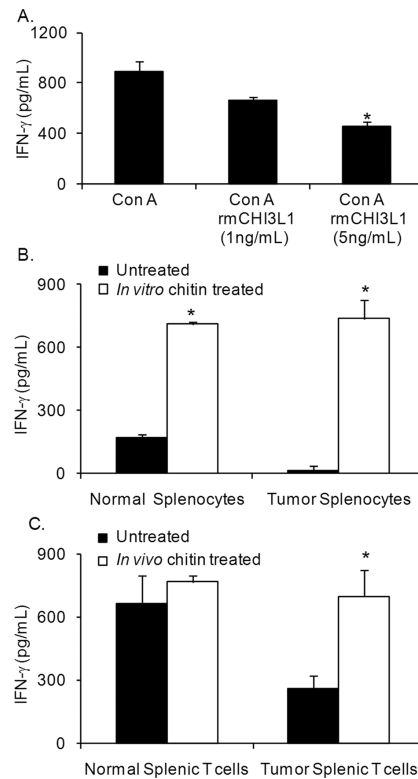 A.
1200
800
400
0
IFN-γ (pg/mL)
*
Con A
Con A
rmCHI3L1
(1ng/mL)
Con A
rmCHI3L1
(5ng/mL)
B.
Untreated
In vitro chitin treated
900
600
300
0
IFN-γ (pg/mL)
*
*
Normal Splenocytes
Tumor Splenocytes
C.
Untreated
In vivo chitin treated
900
600
300
0
IFN-γ (pg/mL)
*
Normal Splenic T cells
Tumor Splenic T cells